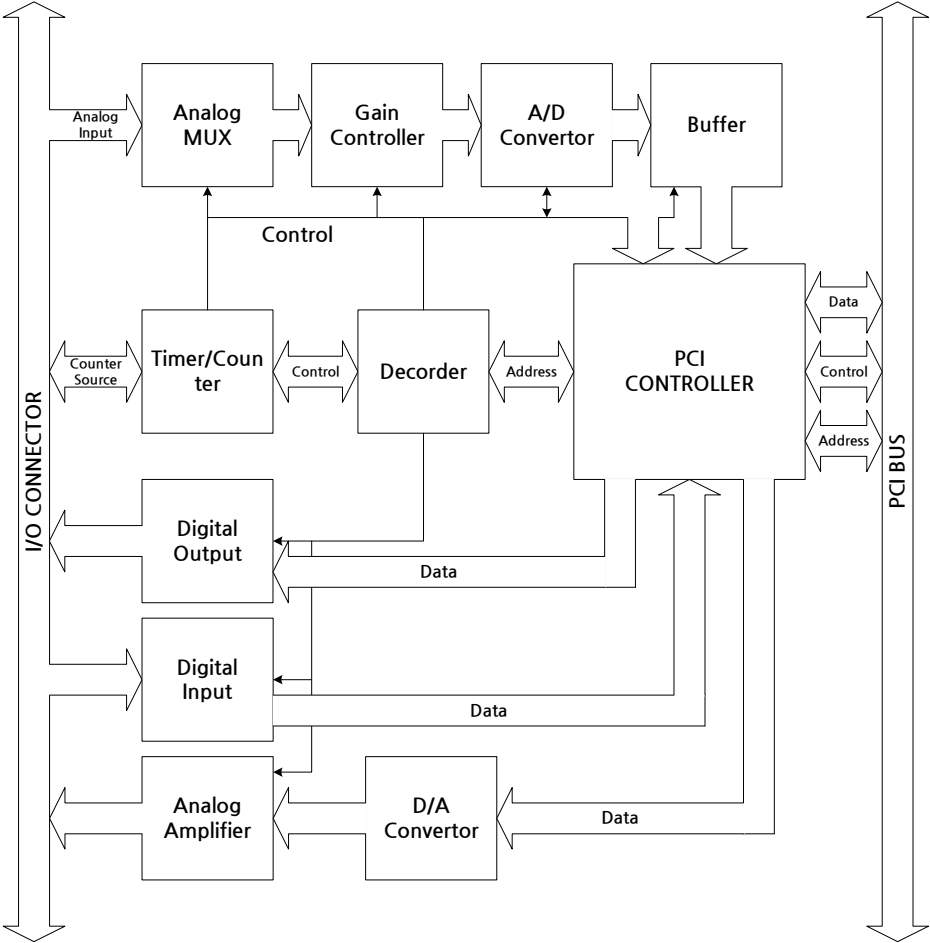 Analog
MUX
Gain
Controller
A/D
Convertor
Buffer
Analog
Input
Control
Timer/Coun
ter
Decorder
PCI
CONTROLLER
Counter
Source
Control
Address
Data
Control
Address
I/O CONNECTOR
PCI BUS
Digital
Output
Data
Digital
Input
Data
Analog
Amplifier
D/A
Convertor
Data